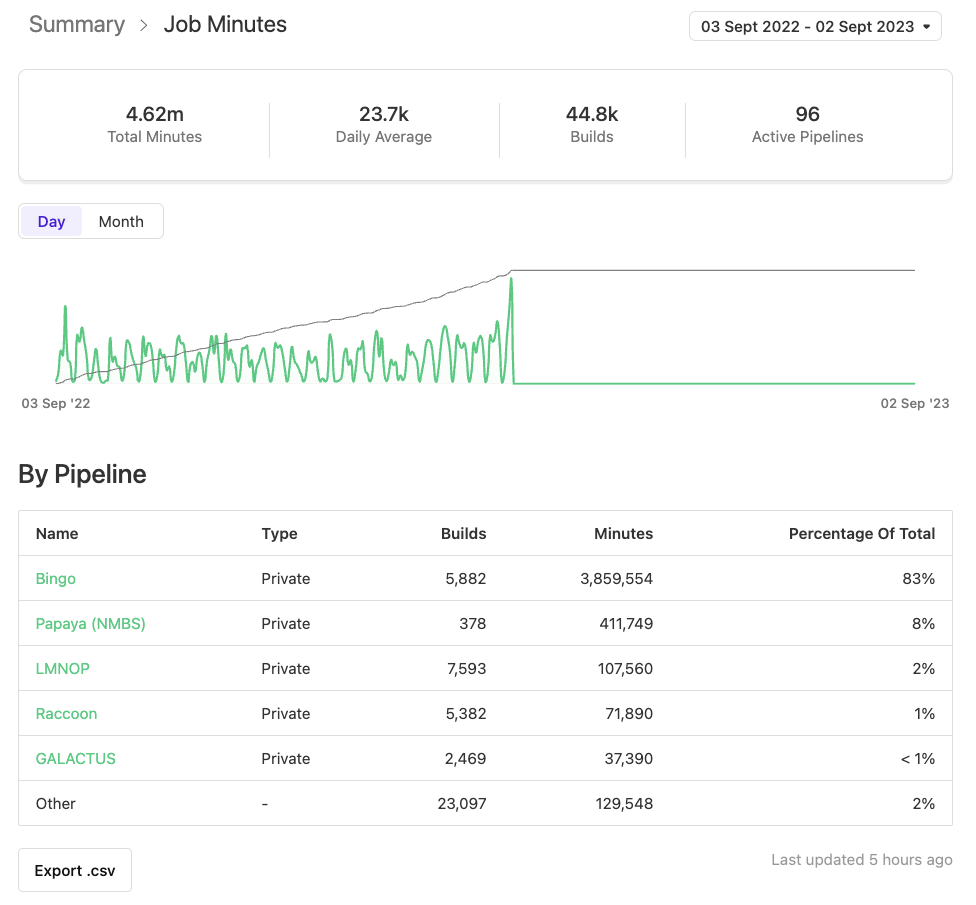 Summary > Job Minutes
03 Sept 2022 - 02 Sept 2023
4.62m 23.7k 44.8k 96
Total Minutes Daily Average Builds Active Pipelines
Day Month
03 Sep '22 02 Sep '23
By Pipeline
Name Type Builds Minutes Percentage Of Total
Bingo Private 5,882 3,859,554 83%
Papaya (NMBS) Private 378 411,749 8%
LMNOP Private 7,593 107,560 2%
Raccoon Private 5,382 71,890 1%
GALACTUS Private 2,469 37,390 < 1%
Other - 23,097 129,548 2%
Last updated 5 hours ago
Export .csv